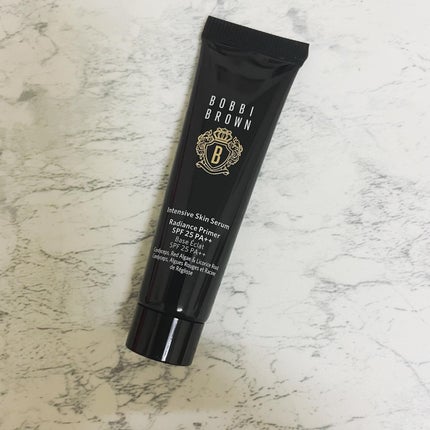 BOBBI
BROWN
B
Intensive Skin Serum
Radiance Primer
SPF 25 PA++
Base Éclat
SPF 25 PA++
Cordyceps, Red Algae & Licorice Root
Cordyceps, Algues Rouges et Racine
de Réglisse